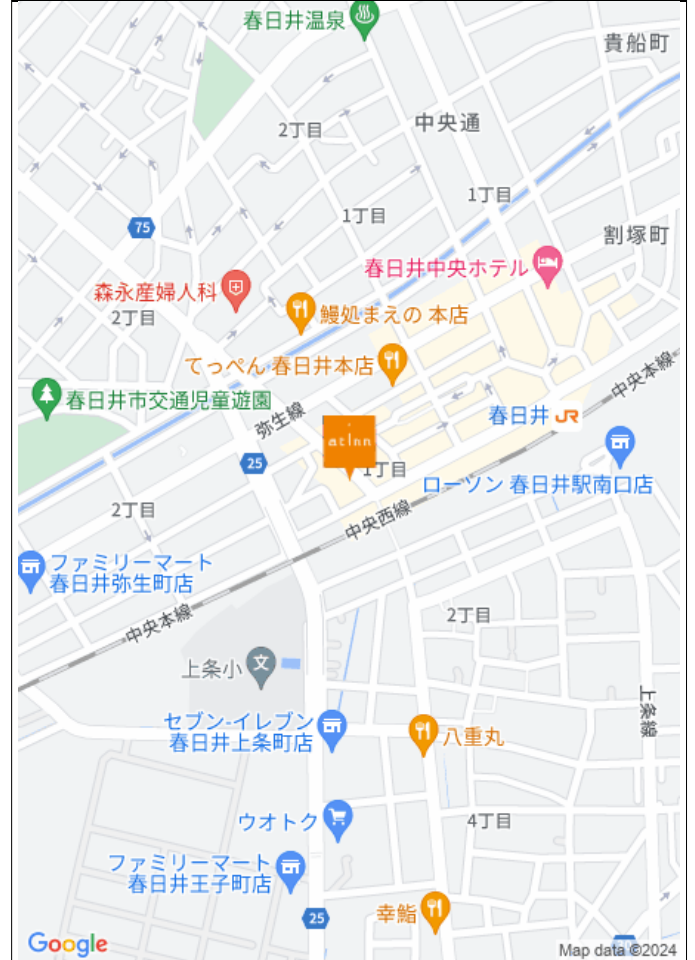 春日井温泉
貴船町
2丁目
中央通
1丁目
1丁目
75
割塚町
春日井中央ホテル
森永産婦人科
2丁目
鰻処まえの 本店
てっぺん 春日井本店
中央本線
春日井市交通児童遊園
弥生線
春日井 JR
at inn
25
1丁目
ローソン 春日井駅南口店
2丁目
中央西線
ファミリーマート
春日井弥生町店
中央本線
2丁目
上条小
文
上条線
セブン-イレブン
春日井上条町店
八重丸
ウオトク
4丁目
ファミリーマート
春日井王子町店
幸鮨
25
Google
Map data ©2024